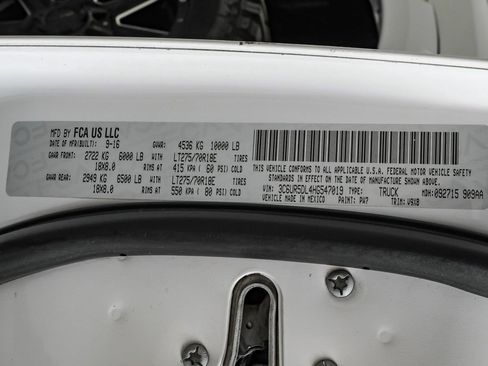 MFD BY FCA US LLC
DATE OF MFR(BUILT): 9-16 GVWR: 4536 KG 10000 LB
GAWR FRONT: 2722 KG 6000 LB WITH LT275/70R18E TIRES
18X8.0 RIMS AT 415 KPA ( 60 PSI) COLD
GAWR REAR: 2949 KG 6500 LB WITH LT275/70R18E TIRES
18X8.0 RIMS AT 550 KPA ( 80 PSI) COLD
THIS VEHICLE CONFORMS TO ALL APPLICABLE U.S.A. FEDERAL MOTOR VEHICLE SAFETY
STANDARDS IN EFFECT ON THE DATE OF MANUFACTURE SHOWN ABOVE.
VIN: 3C6UR5DL4HG547019 TYPE: TRUCK MDH: 092715 909AA
VEHICLE MADE IN MEXICO PAINT: PW7 TRIM: V9X8